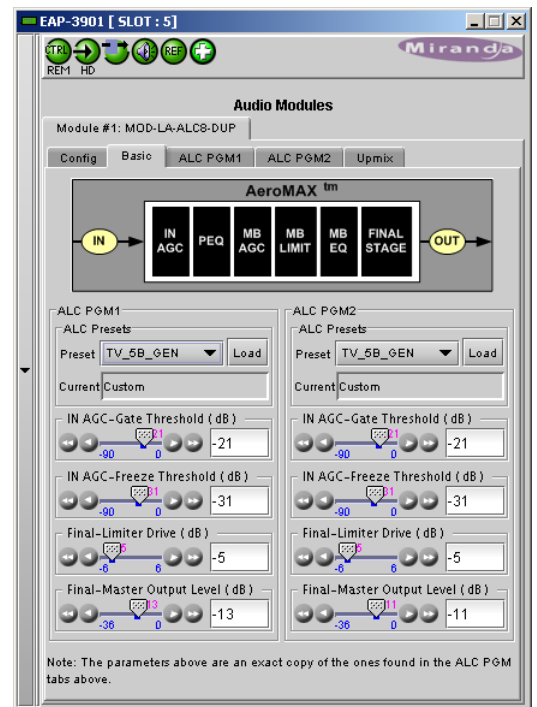 EAP-3901 [ SLOT : 5]
CTRL REF
REM HD
Miranda
Audio Modules
Module #1: MOD-LA-ALC8-DUP
Config Basic ALC PGM1 ALC PGM2 Upmix
AeroMAX tm
IN
IN AGC
PEQ
MB AGC
MB LIMIT
MB EQ
FINAL STAGE
OUT
ALC PGM1
ALC Presets
Preset TV_5B_GEN Load
Current Custom
IN AGC-Gate Threshold ( dB )
21
-90 0
-21
IN AGC-Freeze Threshold ( dB )
31
-90 0
-31
Final-Limiter Drive ( dB )
5
-6 6
-5
Final-Master Output Level ( dB )
13
-36 0
-13
ALC PGM2
ALC Presets
Preset TV_5B_GEN Load
Current Custom
IN AGC-Gate Threshold ( dB )
21
-90 0
-21
IN AGC-Freeze Threshold ( dB )
31
-90 0
-31
Final-Limiter Drive ( dB )
5
-6 6
-5
Final-Master Output Level ( dB )
11
-36 0
-11
Note: The parameters above are an exact copy of the ones found in the ALC PGM
tabs above.